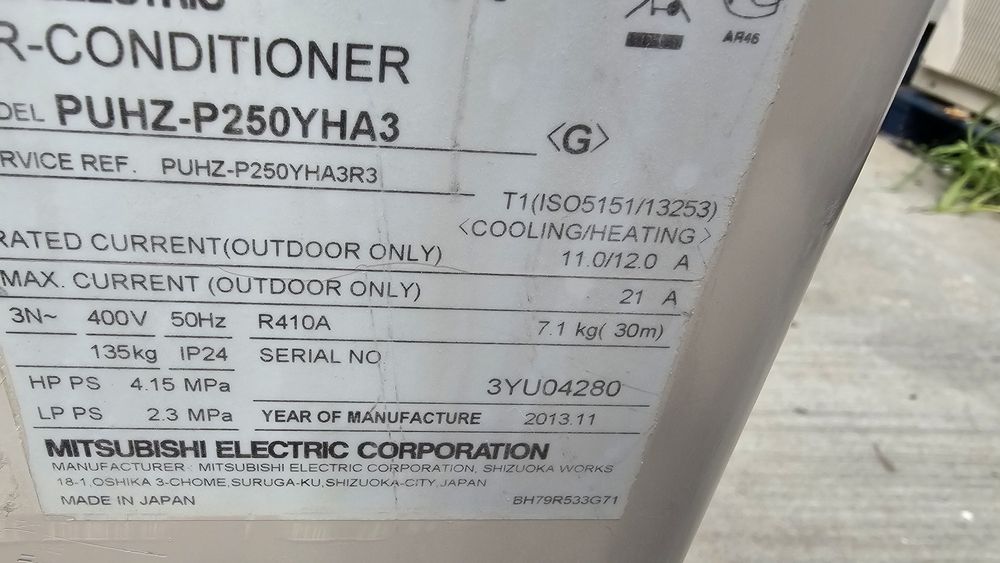 ELECTRIC
R-CONDITIONER
DEL PUHZ-P250YHA3
<G>
RVICE REF. PUHZ-P250YHA3R3
T1(ISO5151/13253)
<COOLING/HEATING>
RATED CURRENT(OUTDOOR ONLY) 11.0/12.0 A
MAX. CURRENT (OUTDOOR ONLY) 21 A
3N~ 400V 50Hz R410A 7.1 kg( 30m)
135kg IP24 SERIAL NO
HP PS 4.15 MPa 3YU04280
LP PS 2.3 MPa YEAR OF MANUFACTURE 2013.11
MITSUBISHI ELECTRIC CORPORATION
MANUFACTURER : MITSUBISHI ELECTRIC CORPORATION, SHIZUOKA WORKS
18-1,OSHIKA 3-CHOME,SURUGA-KU,SHIZUOKA-CITY,JAPAN
MADE IN JAPAN BH79R533G71
AR46